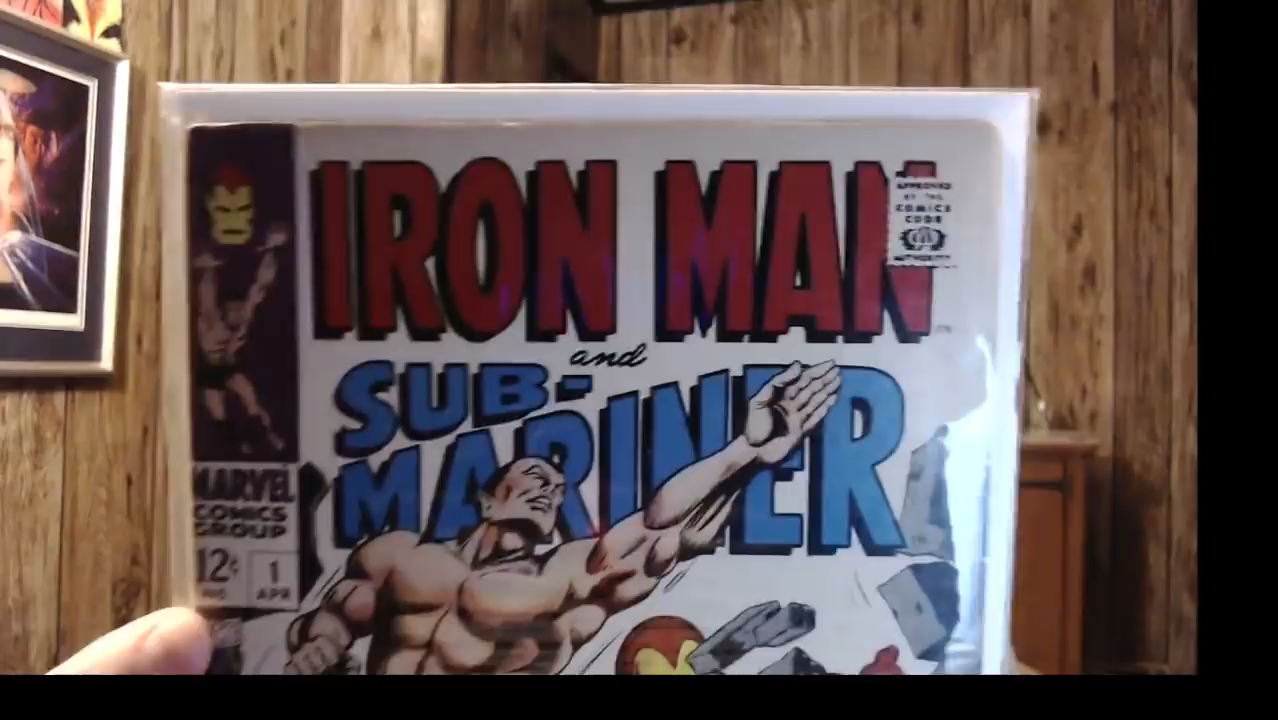 IRON MAN
APPROVED
BY THE
COMICS
CODE
AUTHORITY
and
SUB-
MARINER
MARVEL
COMICS
GROUP
12¢
1
APR